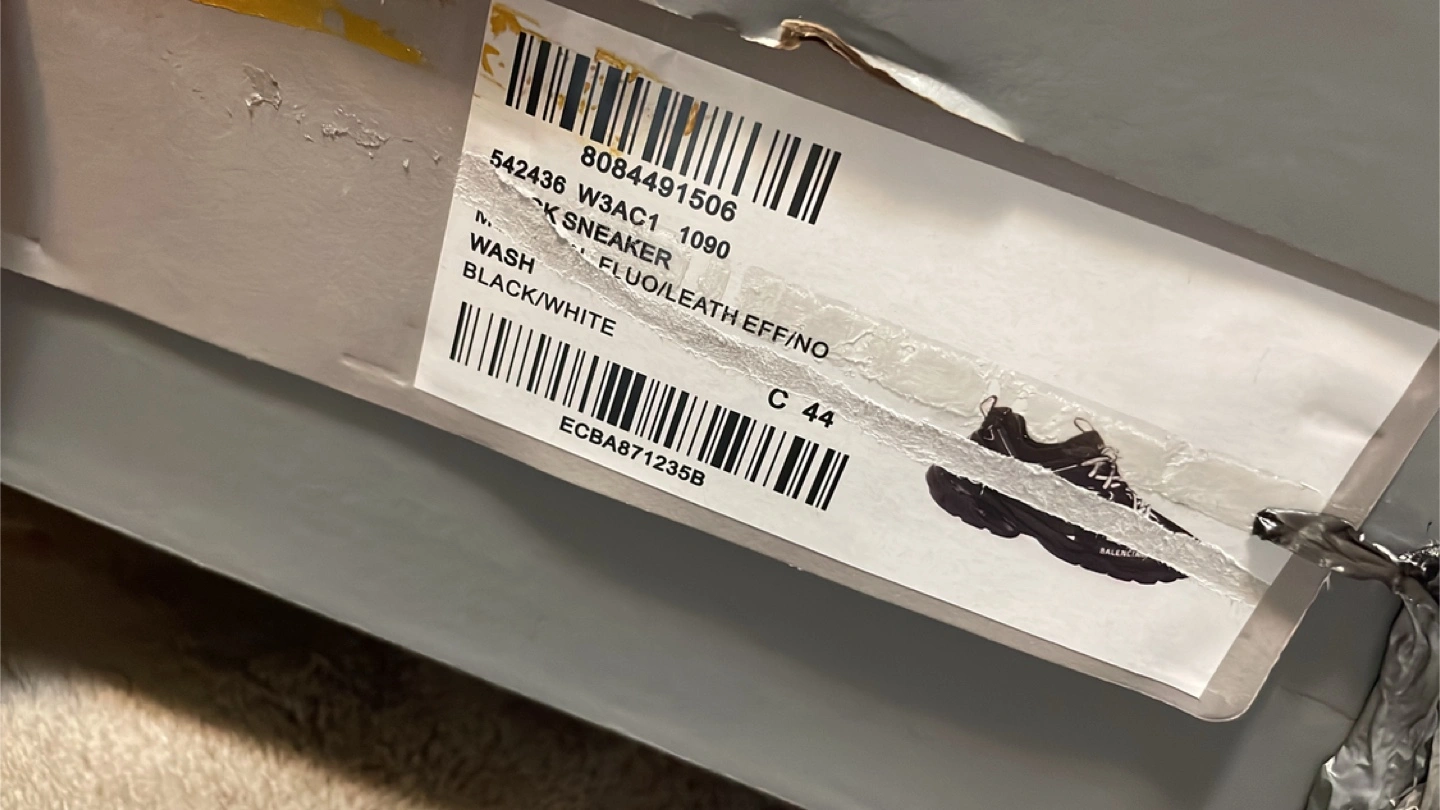 8084491506
542436 W3AC1 1090
SNEAKER
FLUO/LEATH EFF/NO
WASH
BLACK/WHITE
C 44
ECBA871235B